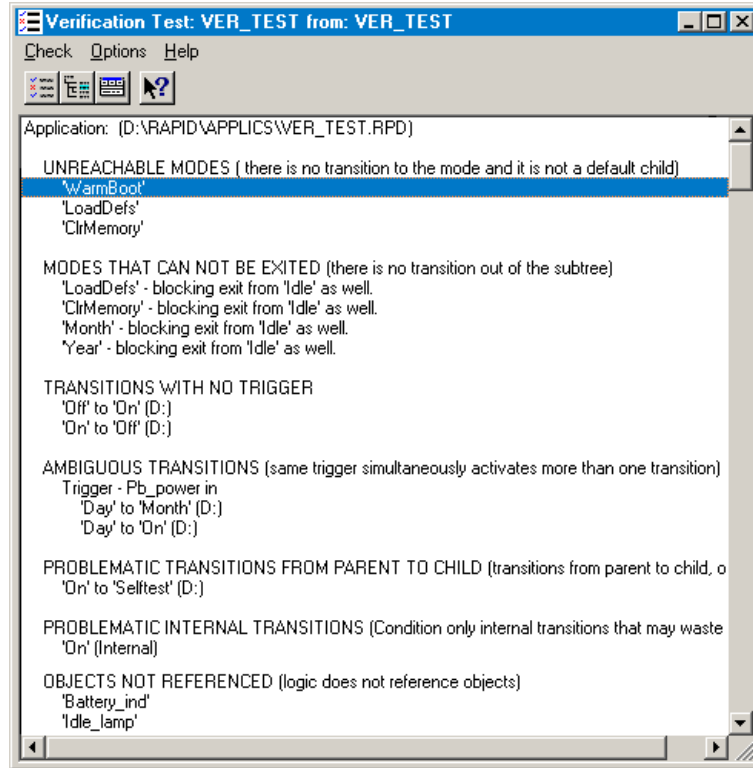 Verification Test: VER_TEST from: VER_TEST
Check Options Help
Application: (D:\RAPID\APPLICS\VER_TEST.RPD)
UNREACHABLE MODES ( there is no transition to the mode and it is not a default child)
'WarmBoot'
'LoadDefs'
'ClrMemory'
MODES THAT CAN NOT BE EXITED (there is no transition out of the subtree)
'LoadDefs' - blocking exit from 'Idle' as well.
'ClrMemory' - blocking exit from 'Idle' as well.
'Month' - blocking exit from 'Idle' as well.
'Year' - blocking exit from 'Idle' as well.
TRANSITIONS WITH NO TRIGGER
'Off' to 'On' (D:)
'On' to 'Off' (D:)
AMBIGUOUS TRANSITIONS (same trigger simultaneously activates more than one transition)
Trigger - Pb_power in
'Day' to 'Month' (D:)
'Day' to 'On' (D:)
PROBLEMATIC TRANSITIONS FROM PARENT TO CHILD (transitions from parent to child, o
'On' to 'Selftest' (D:)
PROBLEMATIC INTERNAL TRANSITIONS (Condition only internal transitions that may waste
'On' (Internal)
OBJECTS NOT REFERENCED (logic does not reference objects)
'Battery_ind'
'Idle_lamp'